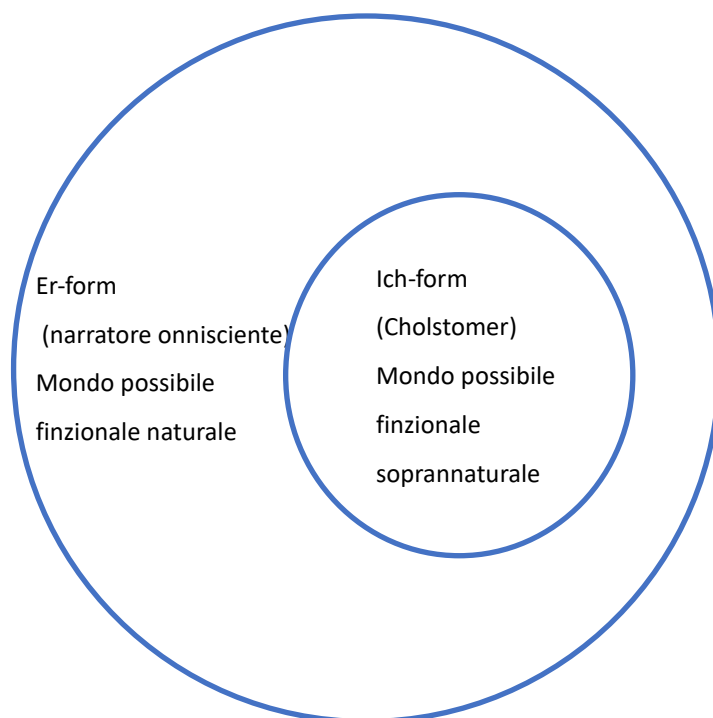 Er-form
(narratore onnisciente)
Mondo possibile
finzionale naturale
Ich-form
(Cholstomer)
Mondo possibile
finzionale
soprannaturale